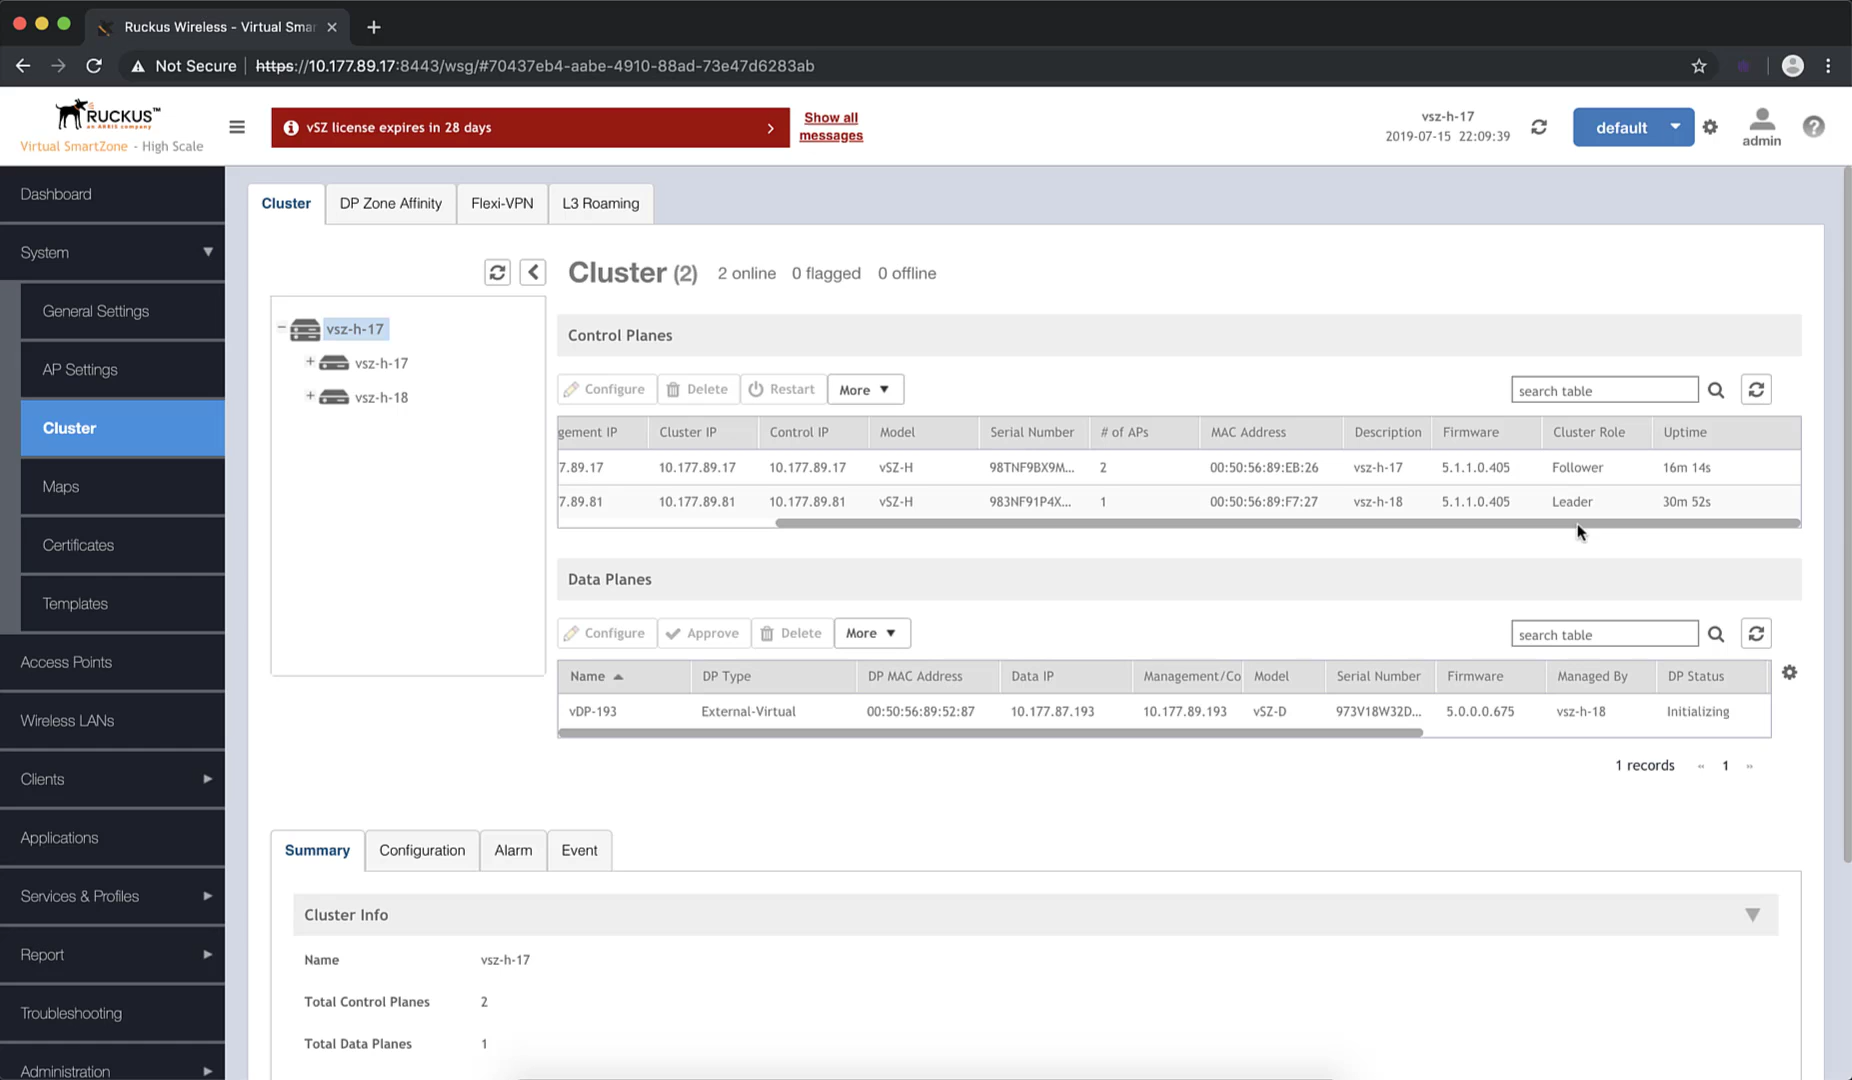 Ruckus Wireless - Virtual Smar
Not Secure https://10.177.89.17:8443/wsg/#70437eb4-aabe-4910-88ad-73e47d6283ab
RUCKUS™
an ARRIS company
Virtual SmartZone - High Scale
vSZ license expires in 28 days
Show all
messages
vsz-h-17
2019-07-15 22:09:39
default
admin
Dashboard
System
General Settings
AP Settings
Cluster
Maps
Certificates
Templates
Access Points
Wireless LANs
Clients
Applications
Services & Profiles
Report
Troubleshooting
Administration
Cluster DP Zone Affinity Flexi-VPN L3 Roaming
vsz-h-17
vsz-h-17
vsz-h-18
Cluster (2) 2 online 0 flagged 0 offline
Control Planes
Configure Delete Restart More search table
gement IP Cluster IP Control IP Model Serial Number # of APs MAC Address Description Firmware Cluster Role Uptime
7.89.17 10.177.89.17 10.177.89.17 vSZ-H 98TNF9BX9M... 2 00:50:56:89:EB:26 vsz-h-17 5.1.1.0.405 Follower 16m 14s
7.89.81 10.177.89.81 10.177.89.81 vSZ-H 983NF91P4X... 1 00:50:56:89:F7:27 vsz-h-18 5.1.1.0.405 Leader 30m 52s
Data Planes
Configure Approve Delete More search table
Name DP Type DP MAC Address Data IP Management/Co Model Serial Number Firmware Managed By DP Status
vDP-193 External-Virtual 00:50:56:89:52:87 10.177.87.193 10.177.89.193 vSZ-D 973V18W32D... 5.0.0.0.675 vsz-h-18 Initializing
1 records « 1 »
Summary Configuration Alarm Event
Cluster Info
Name vsz-h-17
Total Control Planes 2
Total Data Planes 1